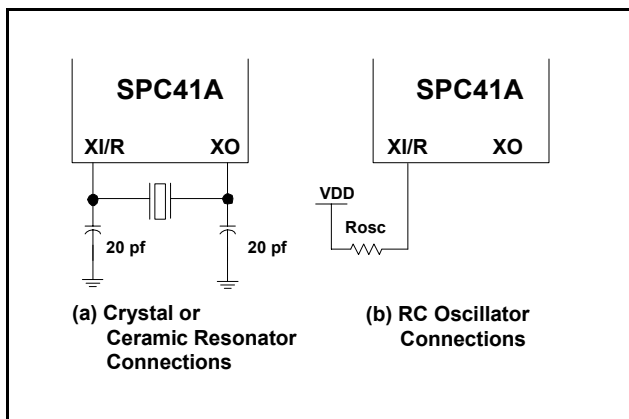 SPC41A
XI/R XO
20 pf 20 pf
(a) Crystal or
Ceramic Resonator
Connections
SPC41A
XI/R XO
VDD
Rosc
(b) RC Oscillator
Connections